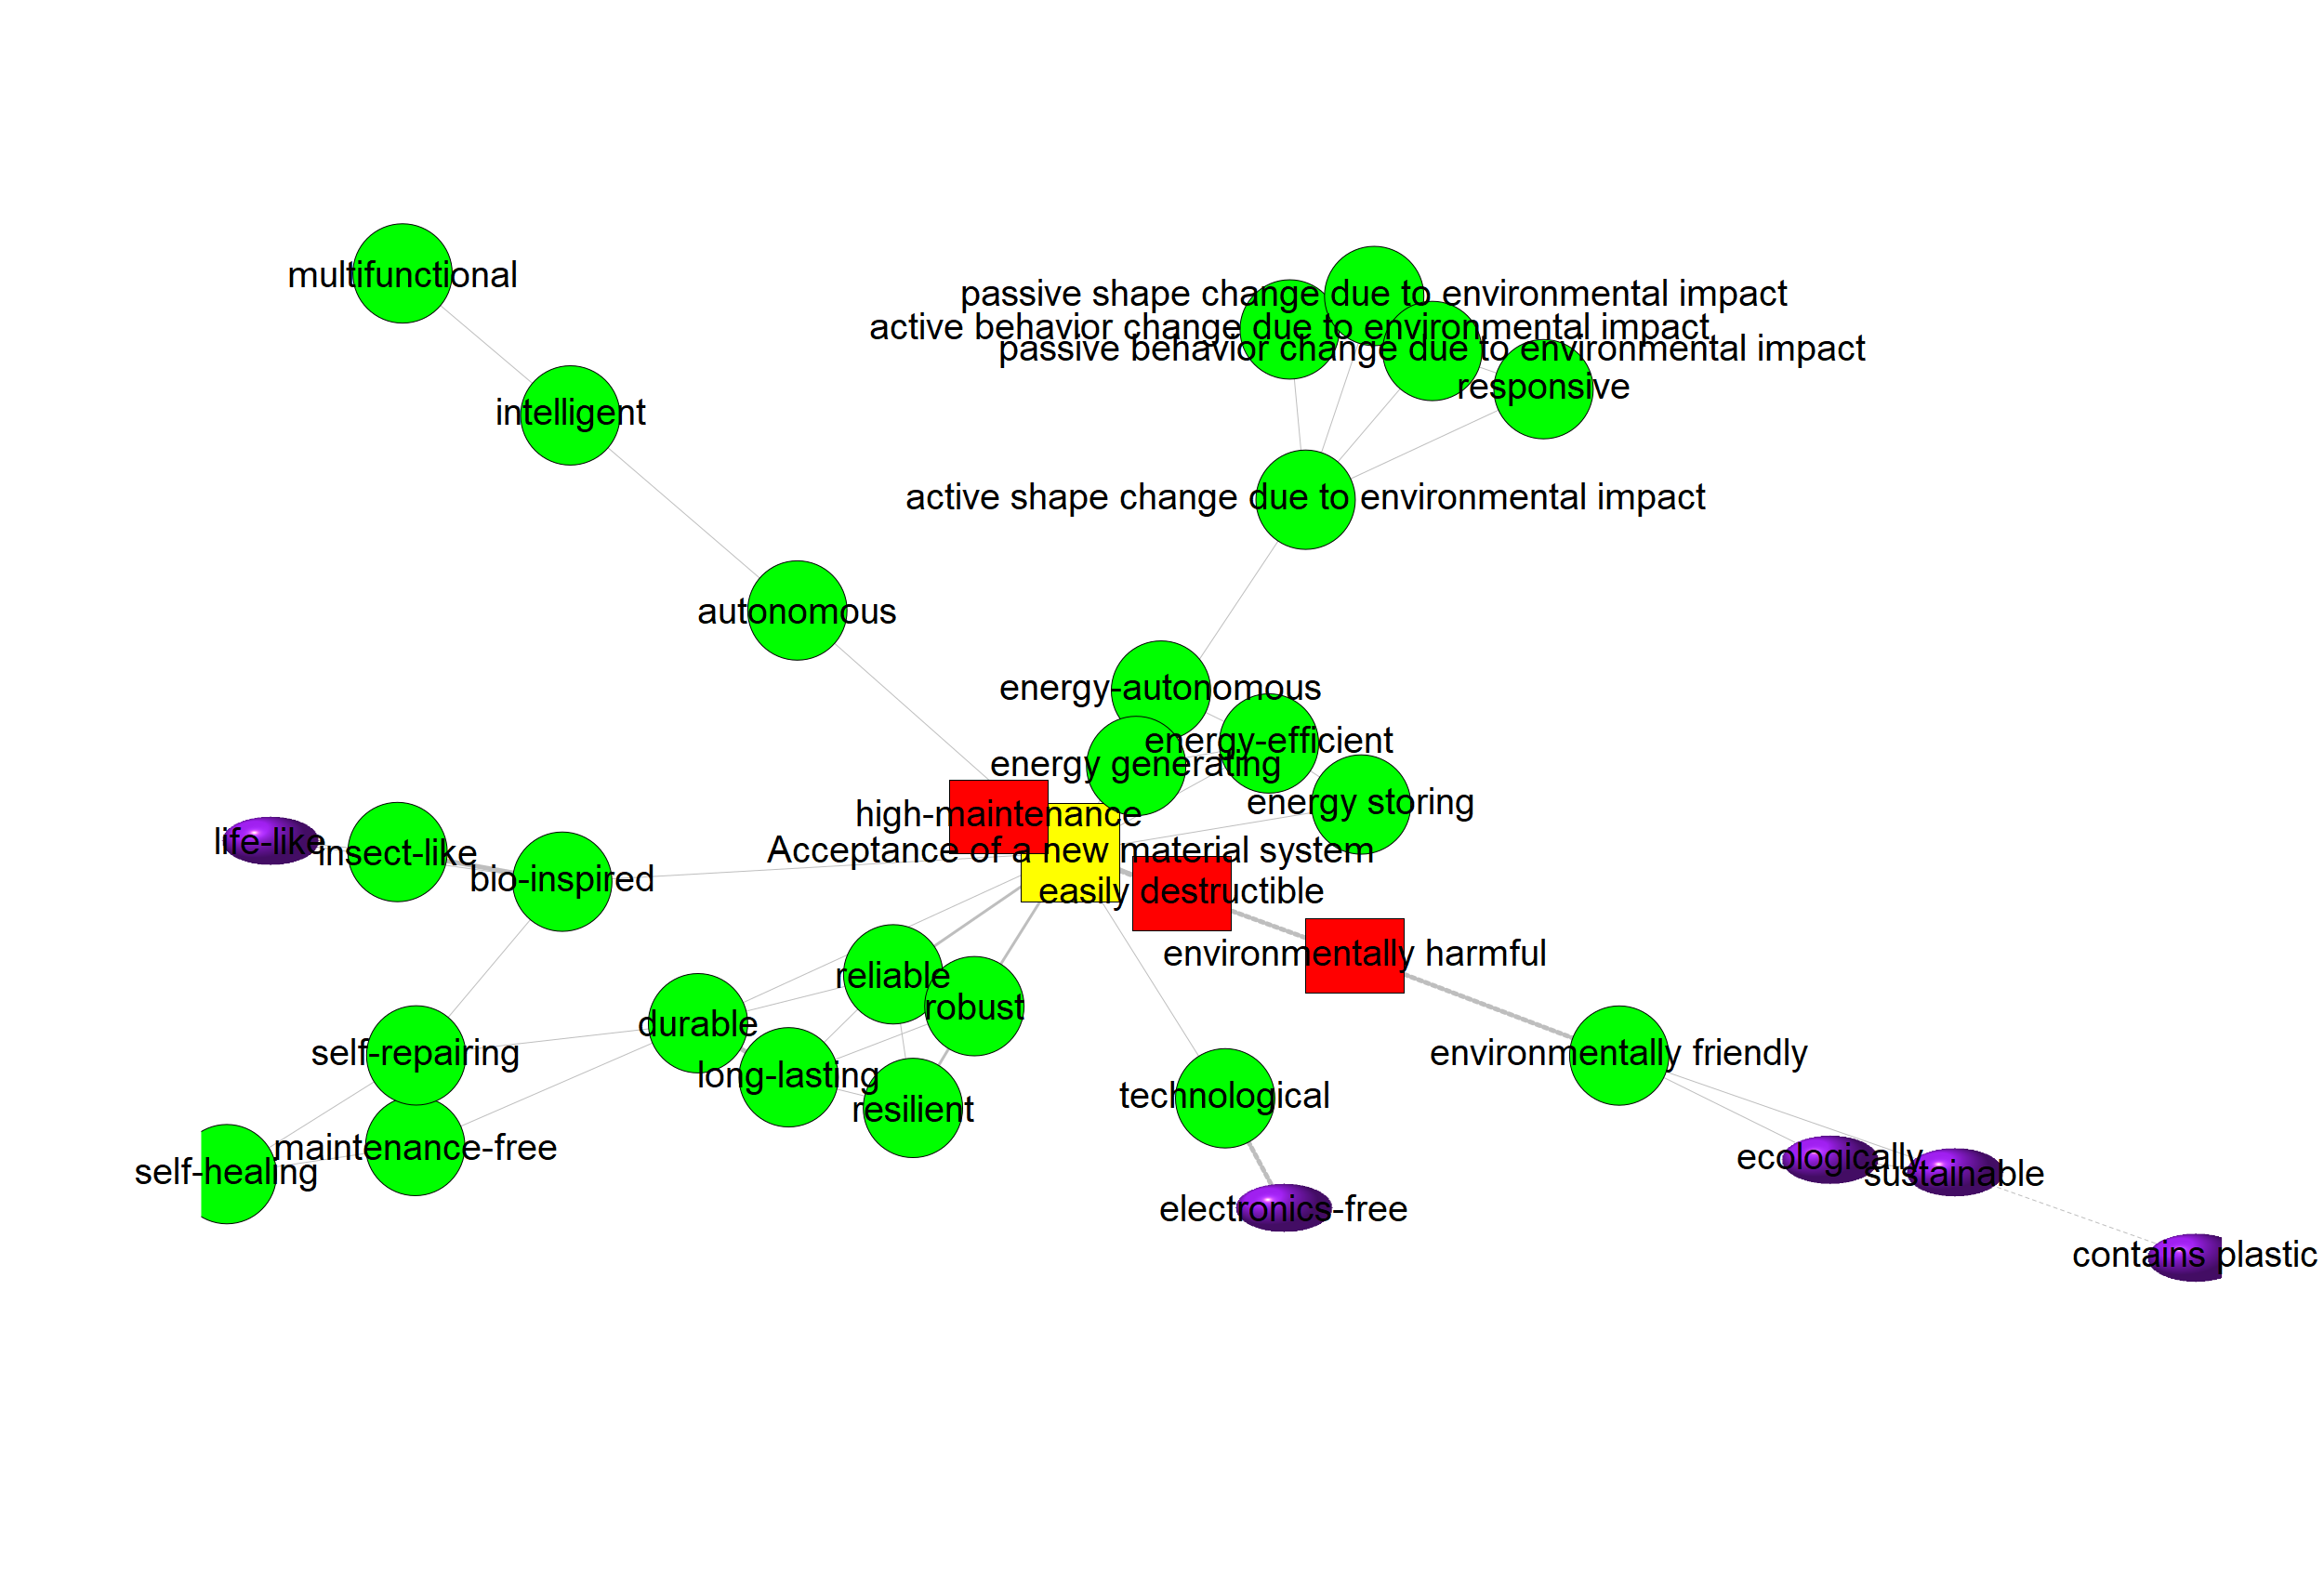 multifunctional
passive shape change due to environmental impact
active behavior change due to environmental impact
passive behavior change due to environmental impact
responsive
intelligent
active shape change due to environmental impact
autonomous
energy-autonomous
energy-efficient
energy generating
energy storing
high-maintenance
life-like
insect-like
Acceptance of a new material system
bio-inspired
easily destructible
environmentally harmful
reliable
robust
durable
self-repairing
environmentally friendly
long-lasting
technological
resilient
maintenance-free
ecologically
self-healing
sustainable
electronics-free
contains plastic